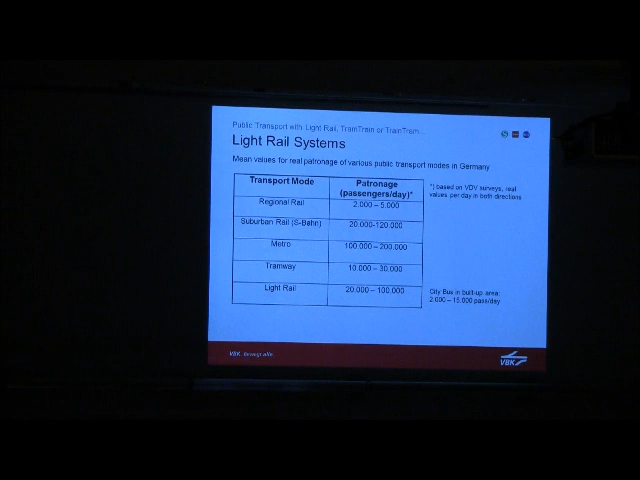 Public Transport with Light Rail, TramTrain or TrainTram...
Light Rail Systems
Mean values for real patronage of various public transport modes in Germany
Transport Mode
Patronage
(passengers/day)*
Regional Rail
2.000 – 5.000
Suburban Rail (S-Bahn)
20.000-120.000
Metro
100.000 – 200.000
Tramway
10.000 – 30.000
Light Rail
20.000 – 100.000
*) based on VDV surveys, real
values per day in both directions
City Bus in built-up area:
2.000 – 15.000 pass/day
VBK. Bewegt alle.
VBK